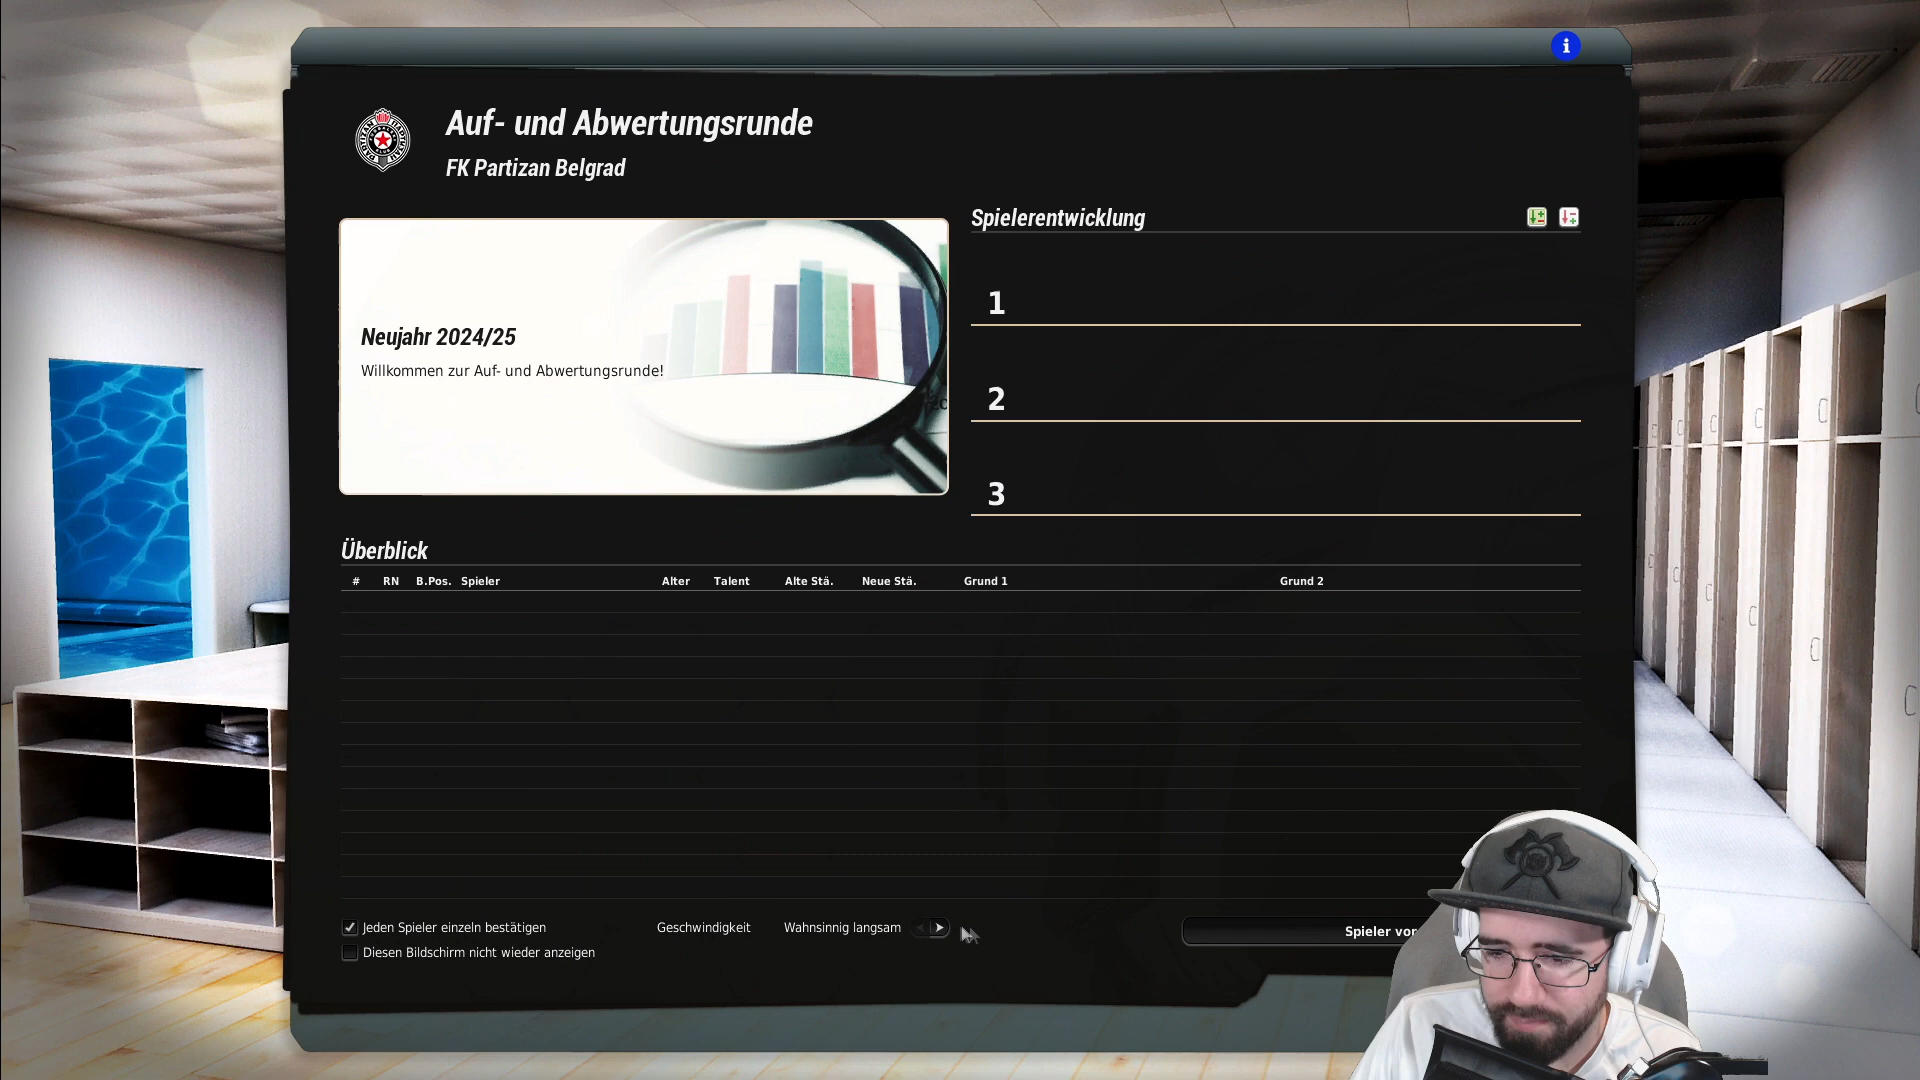 i
Auf- und Abwertungsrunde
FK Partizan Belgrad
Spielerentwicklung
Neujahr 2024/25
Willkommen zur Auf- und Abwertungsrunde!
1
2
3
Überblick
# RN B.Pos. Spieler Alter Talent Alte Stä. Neue Stä. Grund 1 Grund 2
Jeden Spieler einzeln bestätigen Geschwindigkeit Wahnsinnig langsam Spieler vor
Diesen Bildschirm nicht wieder anzeigen